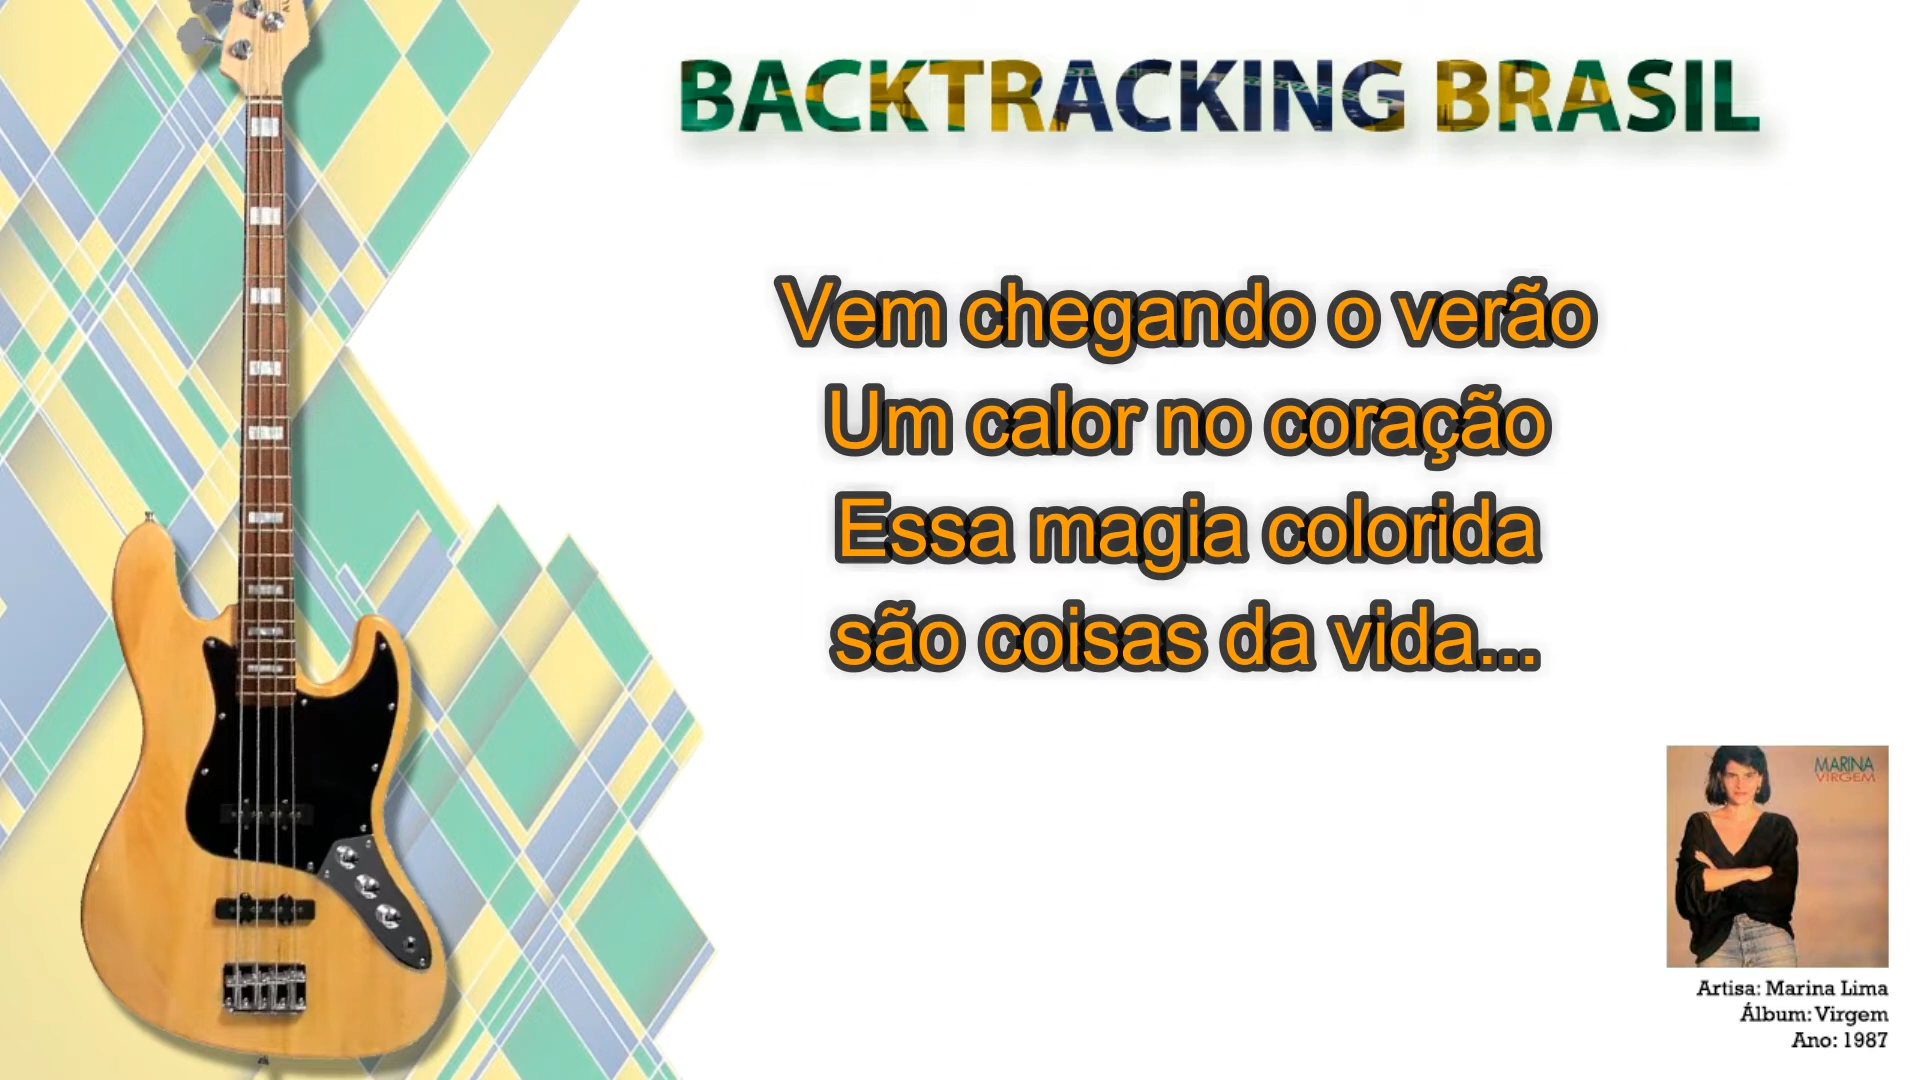 BACKTRACKING BRASIL
Vem chegando o verão
Um calor no coração
Essa magia colorida
são coisas da vida...
MARINA
VIRGEM
Artisa: Marina Lima
Álbum: Virgem
Ano: 1987